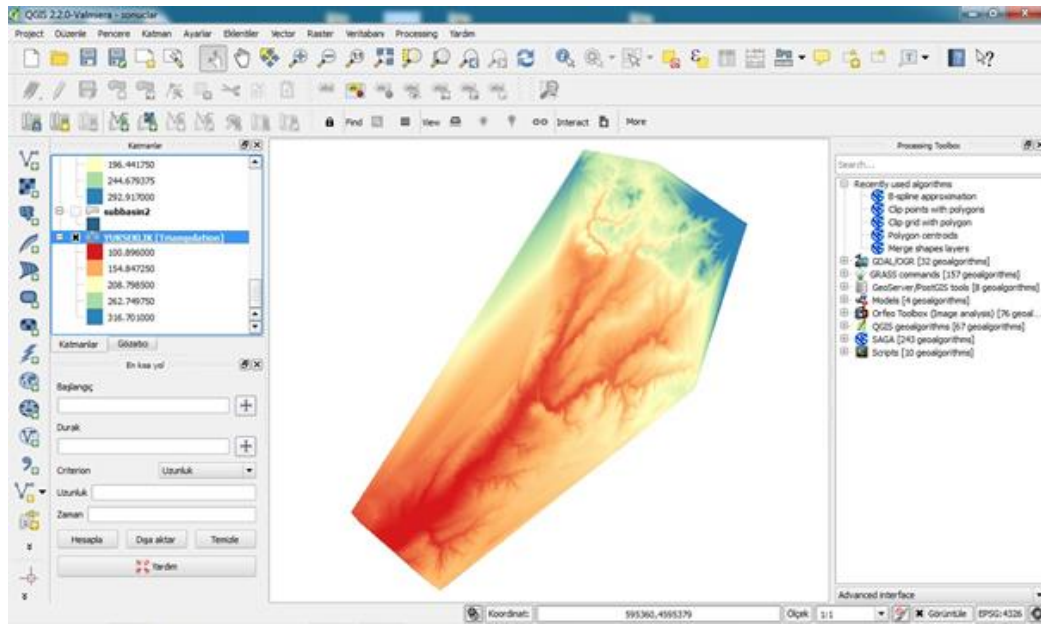 QGIS 2.2.0-Valmiera - sonuclar
Project Düzenle Pencere Katman Ayarlar Eklentiler Vector Raster Veritabanı Processing Yardım
Find View Interact More
Katmanlar
196.441750
244.679375
292.917000
subbasin2
YUKSEKLIK [Triangulation]
100.896000
154.847250
208.798500
262.749750
316.701000
Katmanlar Gözatıcı
En kısa yol
Başlangıç
Durak
Criterion Uzunluk
Uzunluk
Zaman
Hesapla Dışa aktar Temizle
Yardım
Processing Toolbox
Search...
Recently used algorithms
B-spline approximation
Clip points with polygons
Clip grid with polygon
Polygon centroids
Merge shapes layers
GDAL/OGR [32 geoalgorithms]
GRASS commands [157 geoalgorithms]
GeoServer/PostGIS tools [8 geoalgorithms]
Models [4 geoalgorithms]
Orfeo Toolbox (Image analysis) [76 geoal...
QGIS geoalgorithms [67 geoalgorithms]
SAGA [243 geoalgorithms]
Scripts [10 geoalgorithms]
Advanced interface
Koordinat: 595360,4595379 Ölçek 1:1 Görüntüle EPSG:4326